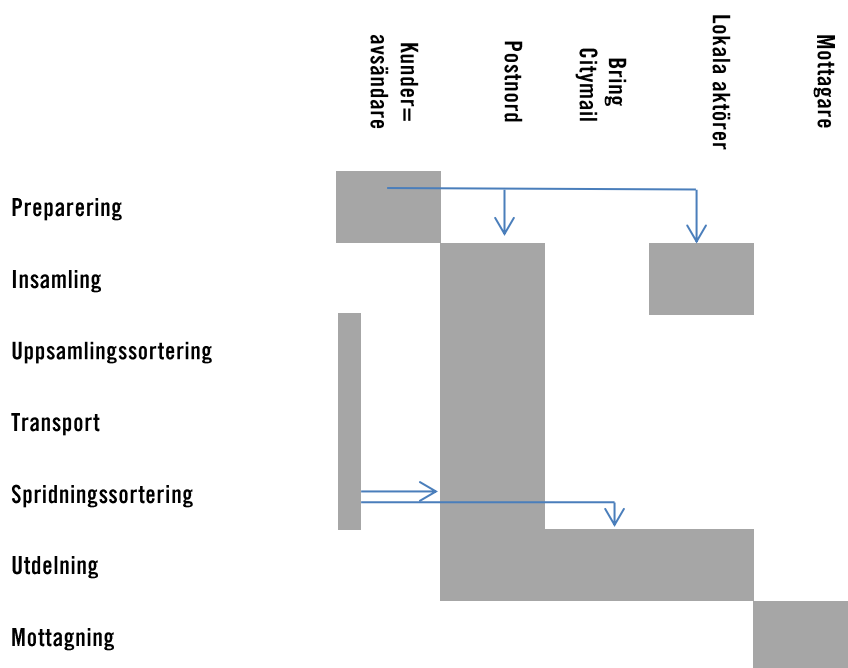 Kunder=
avsändare
Postnord
Bring
Citymail
Lokala aktörer
Mottagare
Preparering
Insamling
Uppsamlingssortering
Transport
Spridningssortering
Utdelning
Mottagning